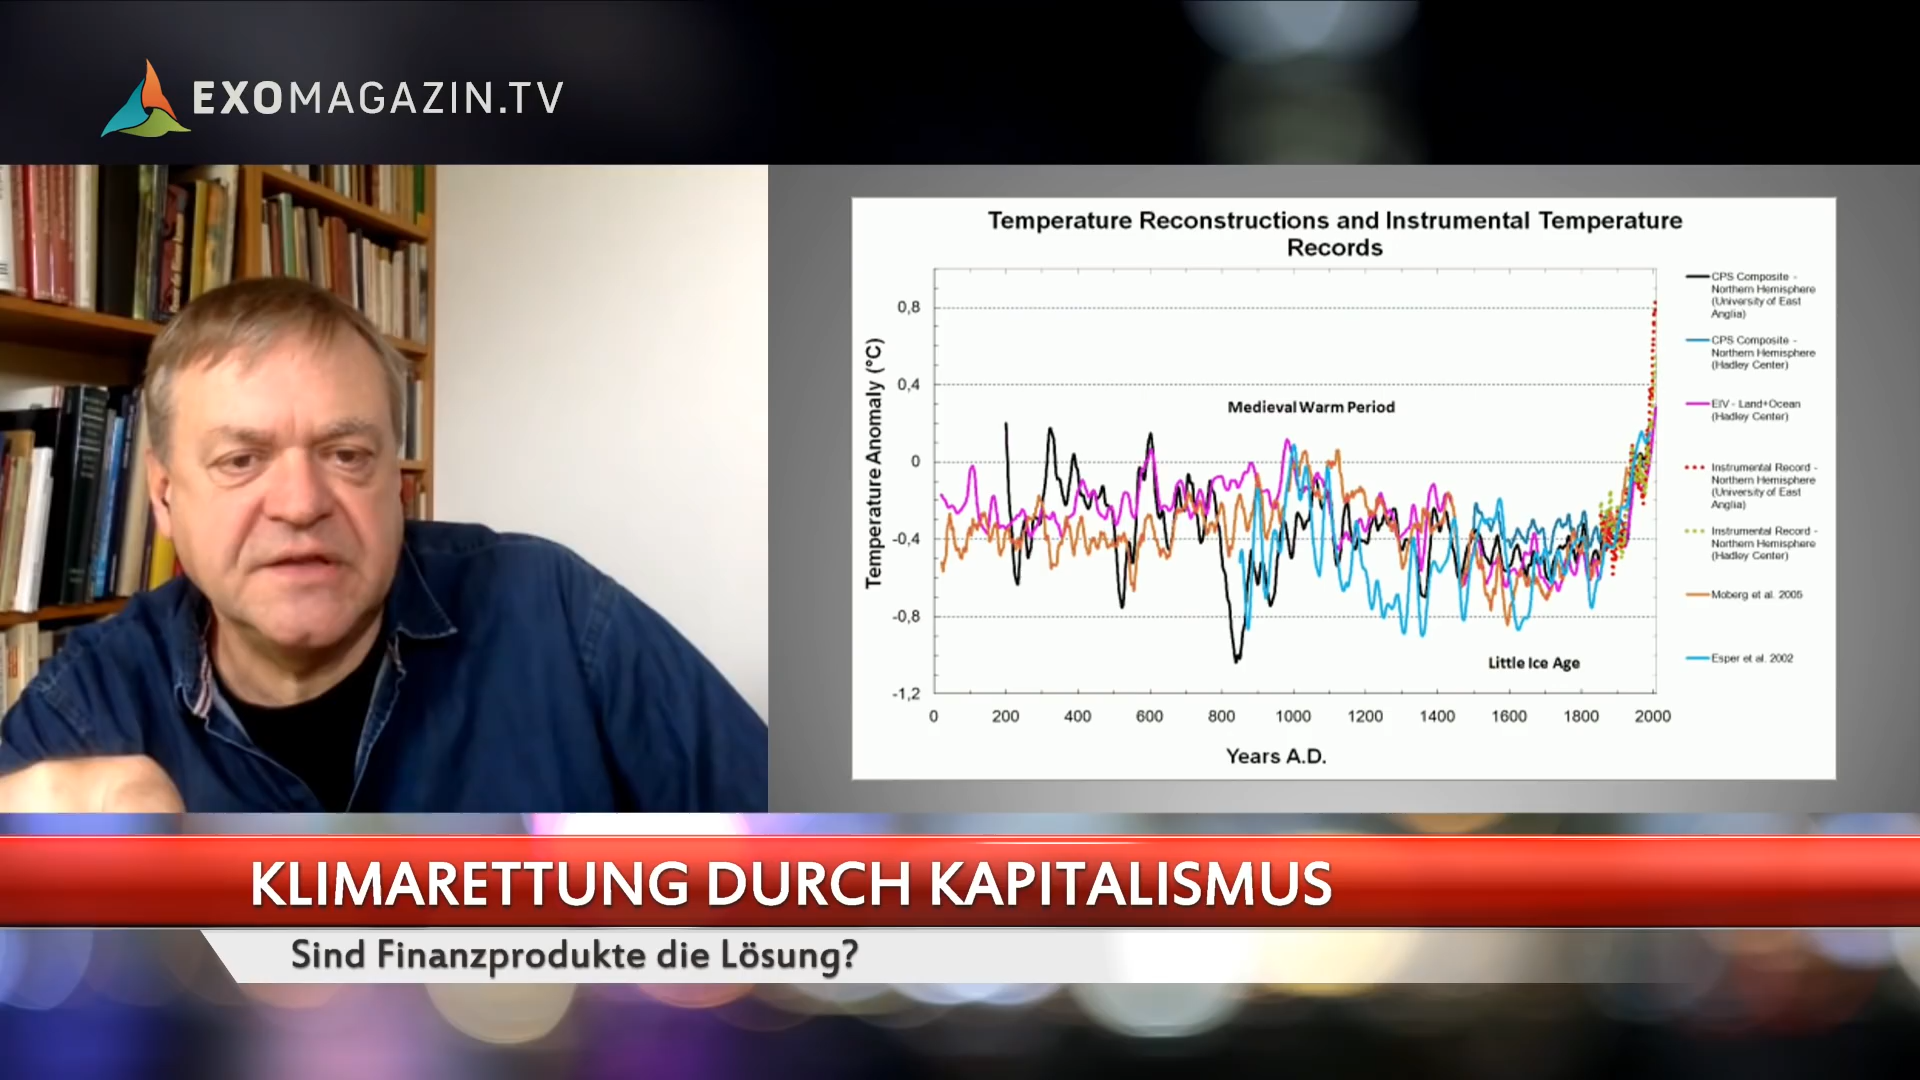 EXOMAGAZIN.TV
Temperature Reconstructions and Instrumental Temperature
Records
Temperature Anomaly (°C)
0,8
0,4
0
-0,4
-0,8
-1,2
Medieval Warm Period
Little Ice Age
0 200 400 600 800 1000 1200 1400 1600 1800 2000
Years A.D.
CPS Composite -
Northern Hemisphere
(University of East
Anglia)
CPS Composite -
Northern Hemisphere
(Hadley Center)
EIV - Land+Ocean
(Hadley Center)
Instrumental Record -
Northern Hemisphere
(University of East
Anglia)
Instrumental Record -
Northern Hemisphere
(Hadley Center)
Moberg et al. 2005
Esper et al. 2002
KLIMARETTUNG DURCH KAPITALISMUS
Sind Finanzprodukte die Lösung?